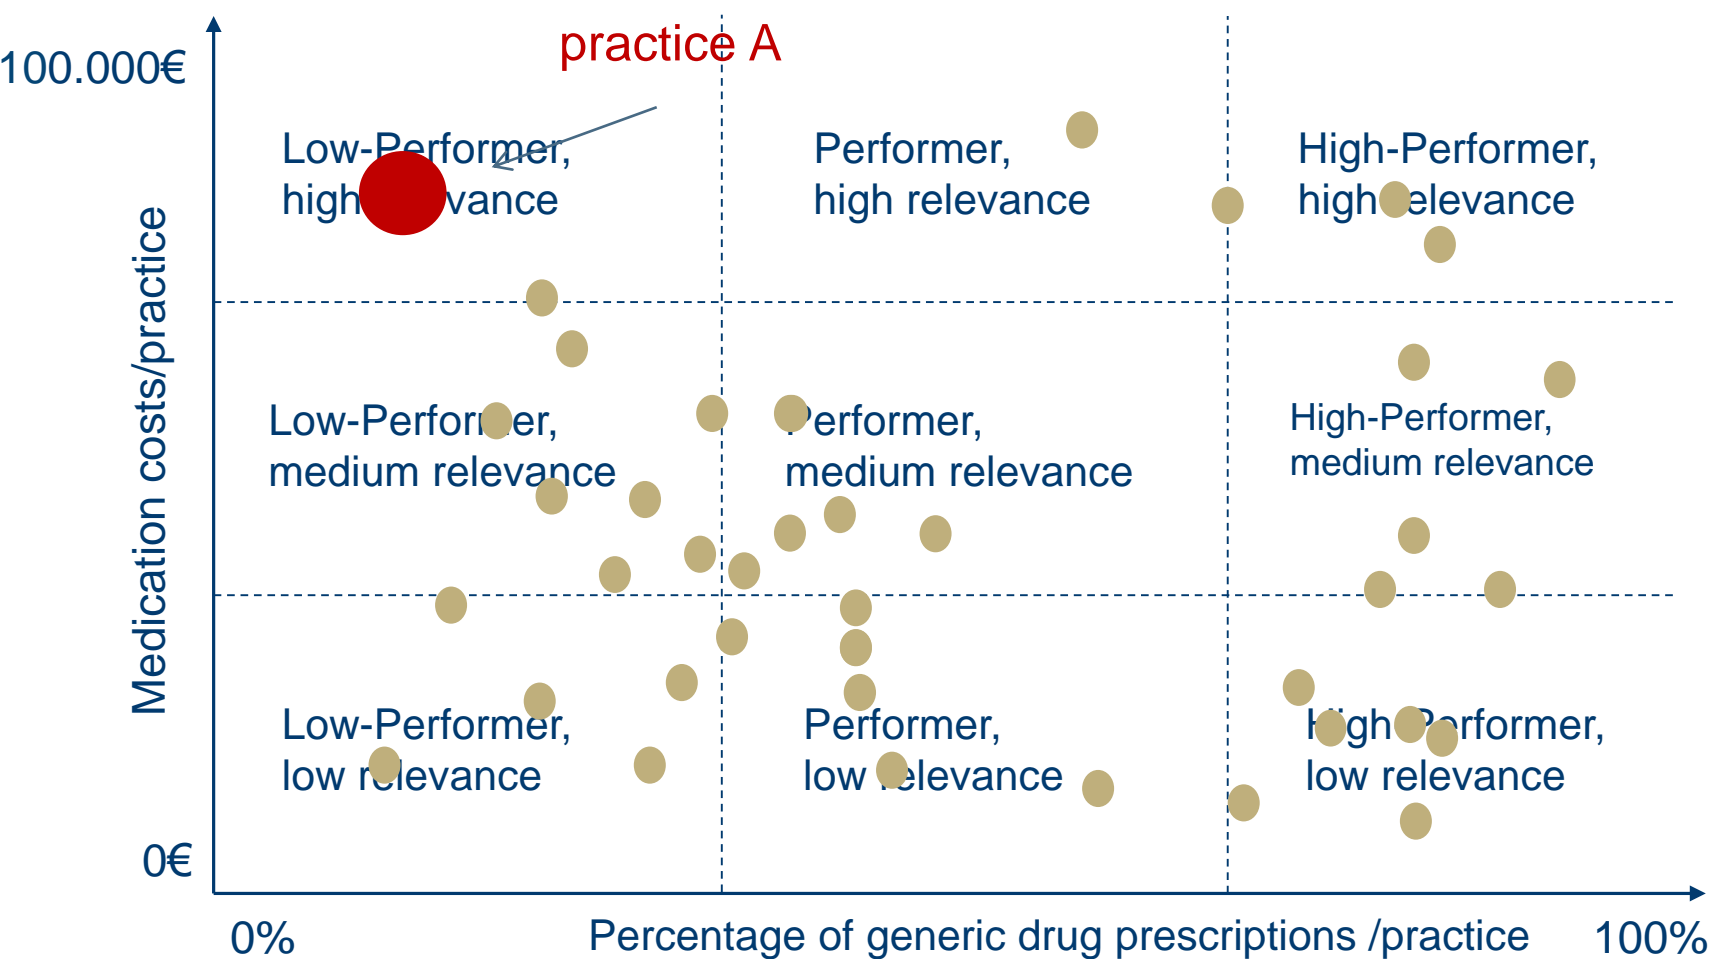 practice A
100.000€
Low-Performer,
high relevance
Performer,
high relevance
High-Performer,
high relevance
Medication costs/practice
Low-Performer,
medium relevance
Performer,
medium relevance
High-Performer,
medium relevance
Low-Performer,
low relevance
Performer,
low relevance
High-Performer,
low relevance
0€
0%
Percentage of generic drug prescriptions /practice
100%